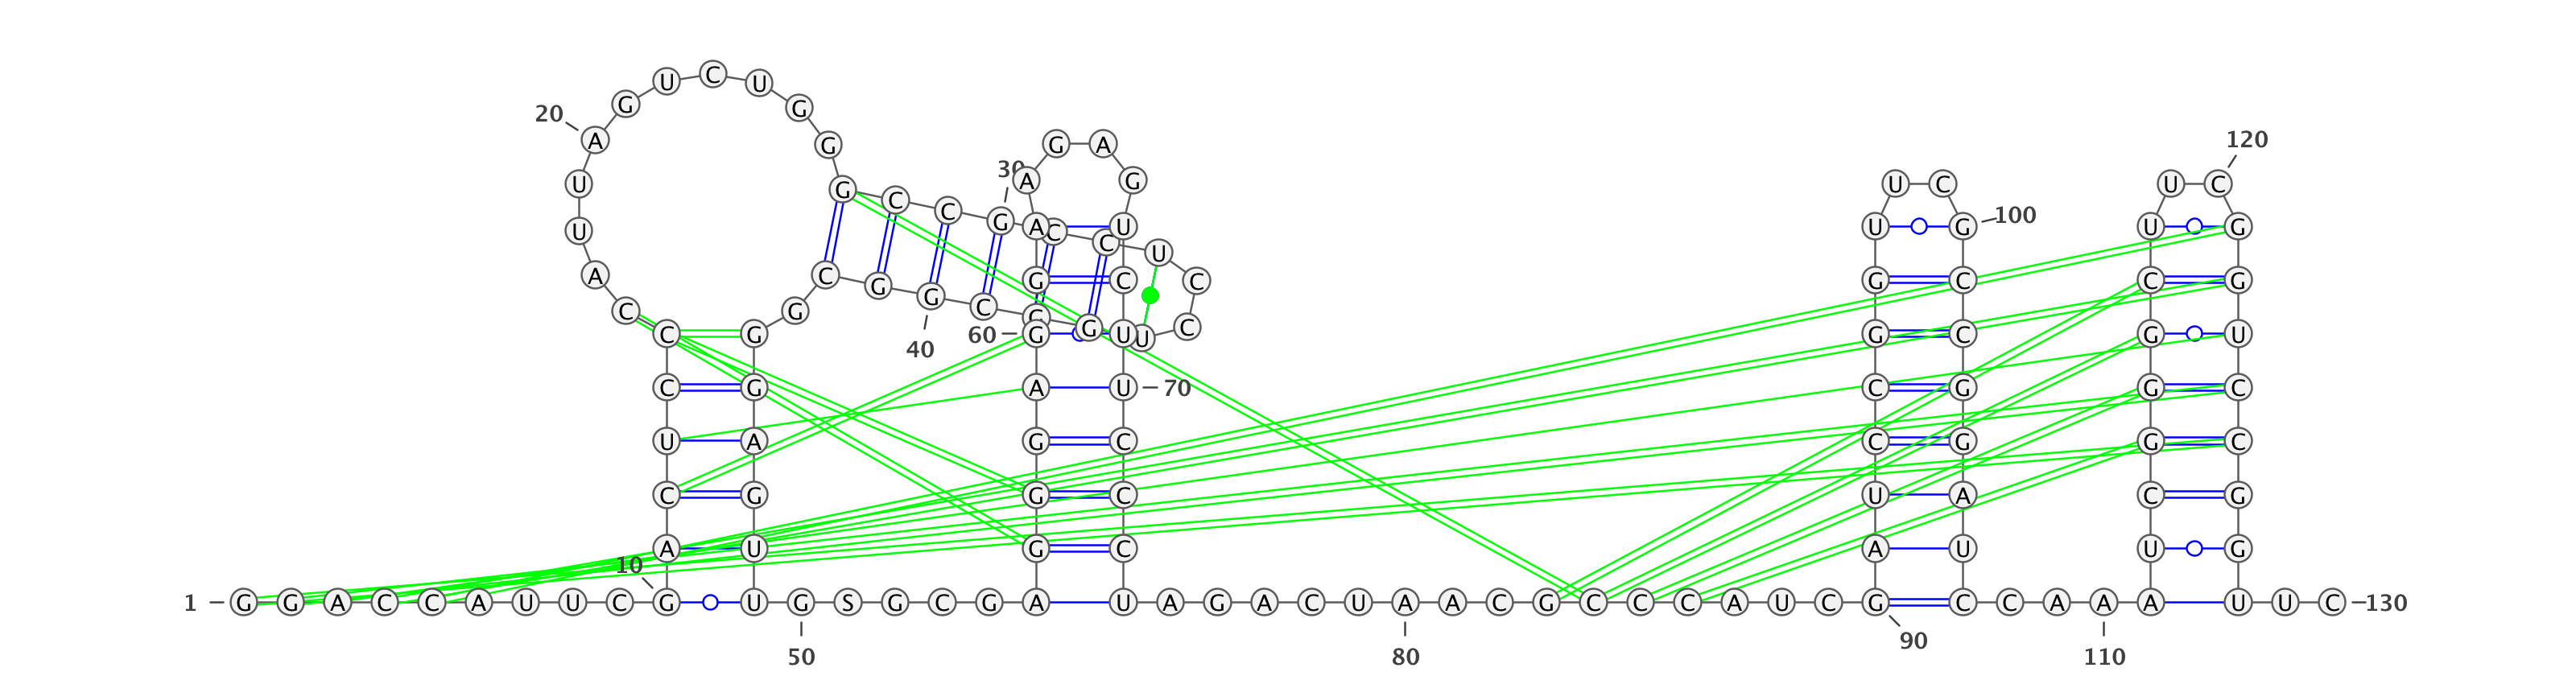 1
G G A C C A U U C G
10
A C U C C C A U U A
20
G U C U G G G C C G
30
C C U C C U G G C G
40
G C G G G A G U U G
50
S G C G A G G G A G
60
G A A G A G U C U U
70
C C C U A G A C U A
80
A C G C C C A U C G
90
A U C C G G U U C G
100
C C G G A U C C A A
110
A U C G G G C U U C
120
G G U C C G G U U C
130